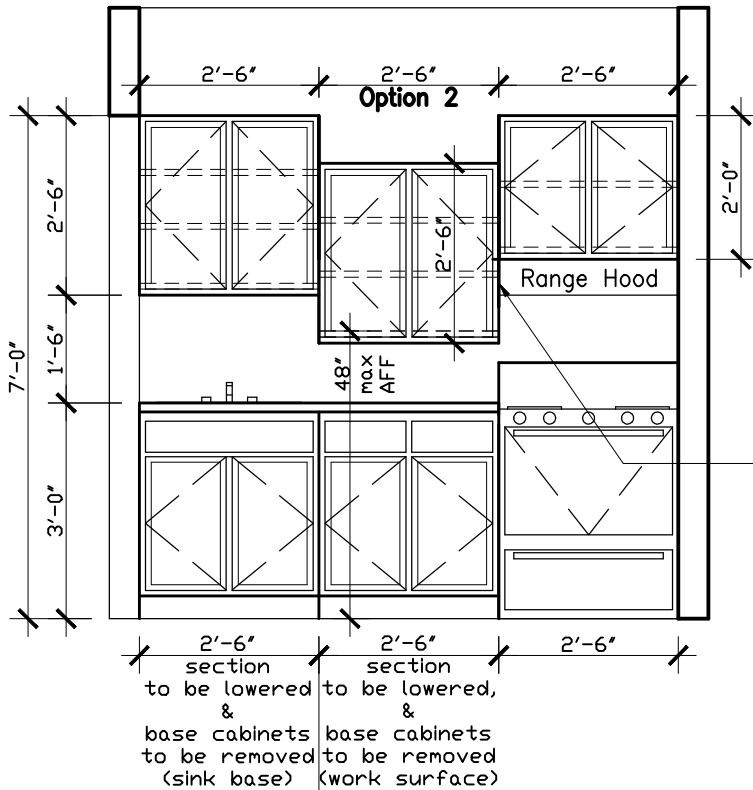 2'-6" 2'-6" 2'-6"
Option 2
2'-6"
2'-6"
2'-0"
Range Hood
7'-0"
1'-6"
48"
max
AFF
3'-0"
2'-6" 2'-6" 2'-6"
section
to be lowered
&
base cabinets
to be removed
(sink base)
section
to be lowered,
&
base cabinets
to be removed
(work surface)